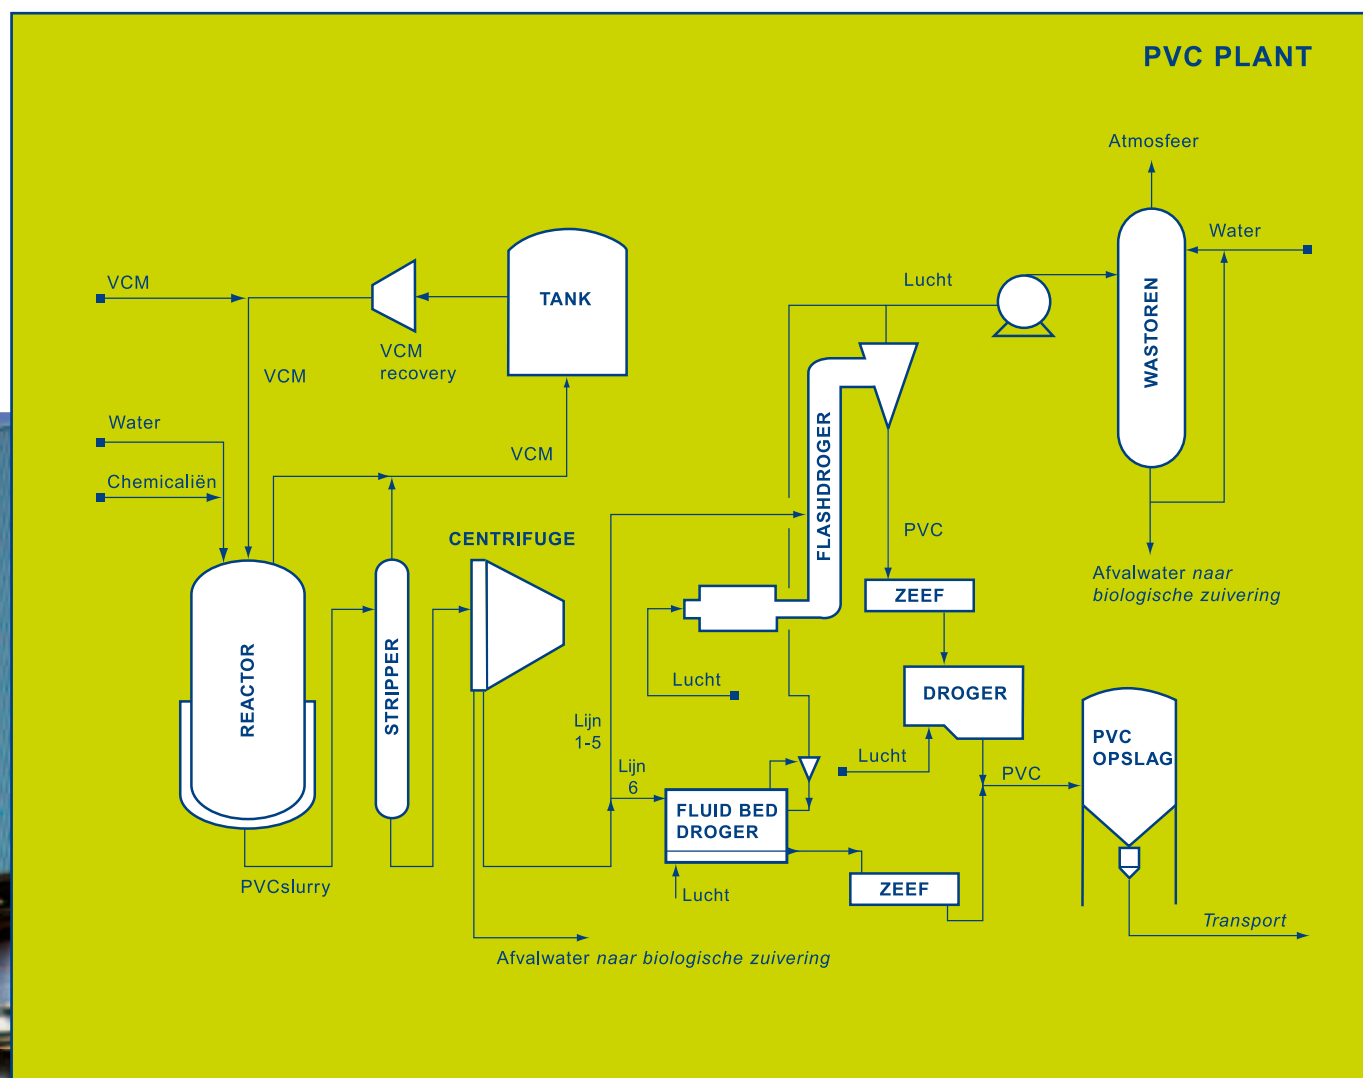 PVC PLANT
Atmosfeer
Water
Lucht
VCM
TANK
WASTOREN
VCM
recovery
VCM
Water
VCM
Chemicaliën
FLASHDROGER
PVC
CENTRIFUGE
Afvalwater naar
biologische zuivering
ZEEF
REACTOR
STRIPPER
Lucht
DROGER
Lijn
1-5
PVC
OPSLAG
Lucht
Lijn
6
PVC
FLUID BED
DROGER
PVCslurry
Lucht
ZEEF
Transport
Afvalwater naar biologische zuivering